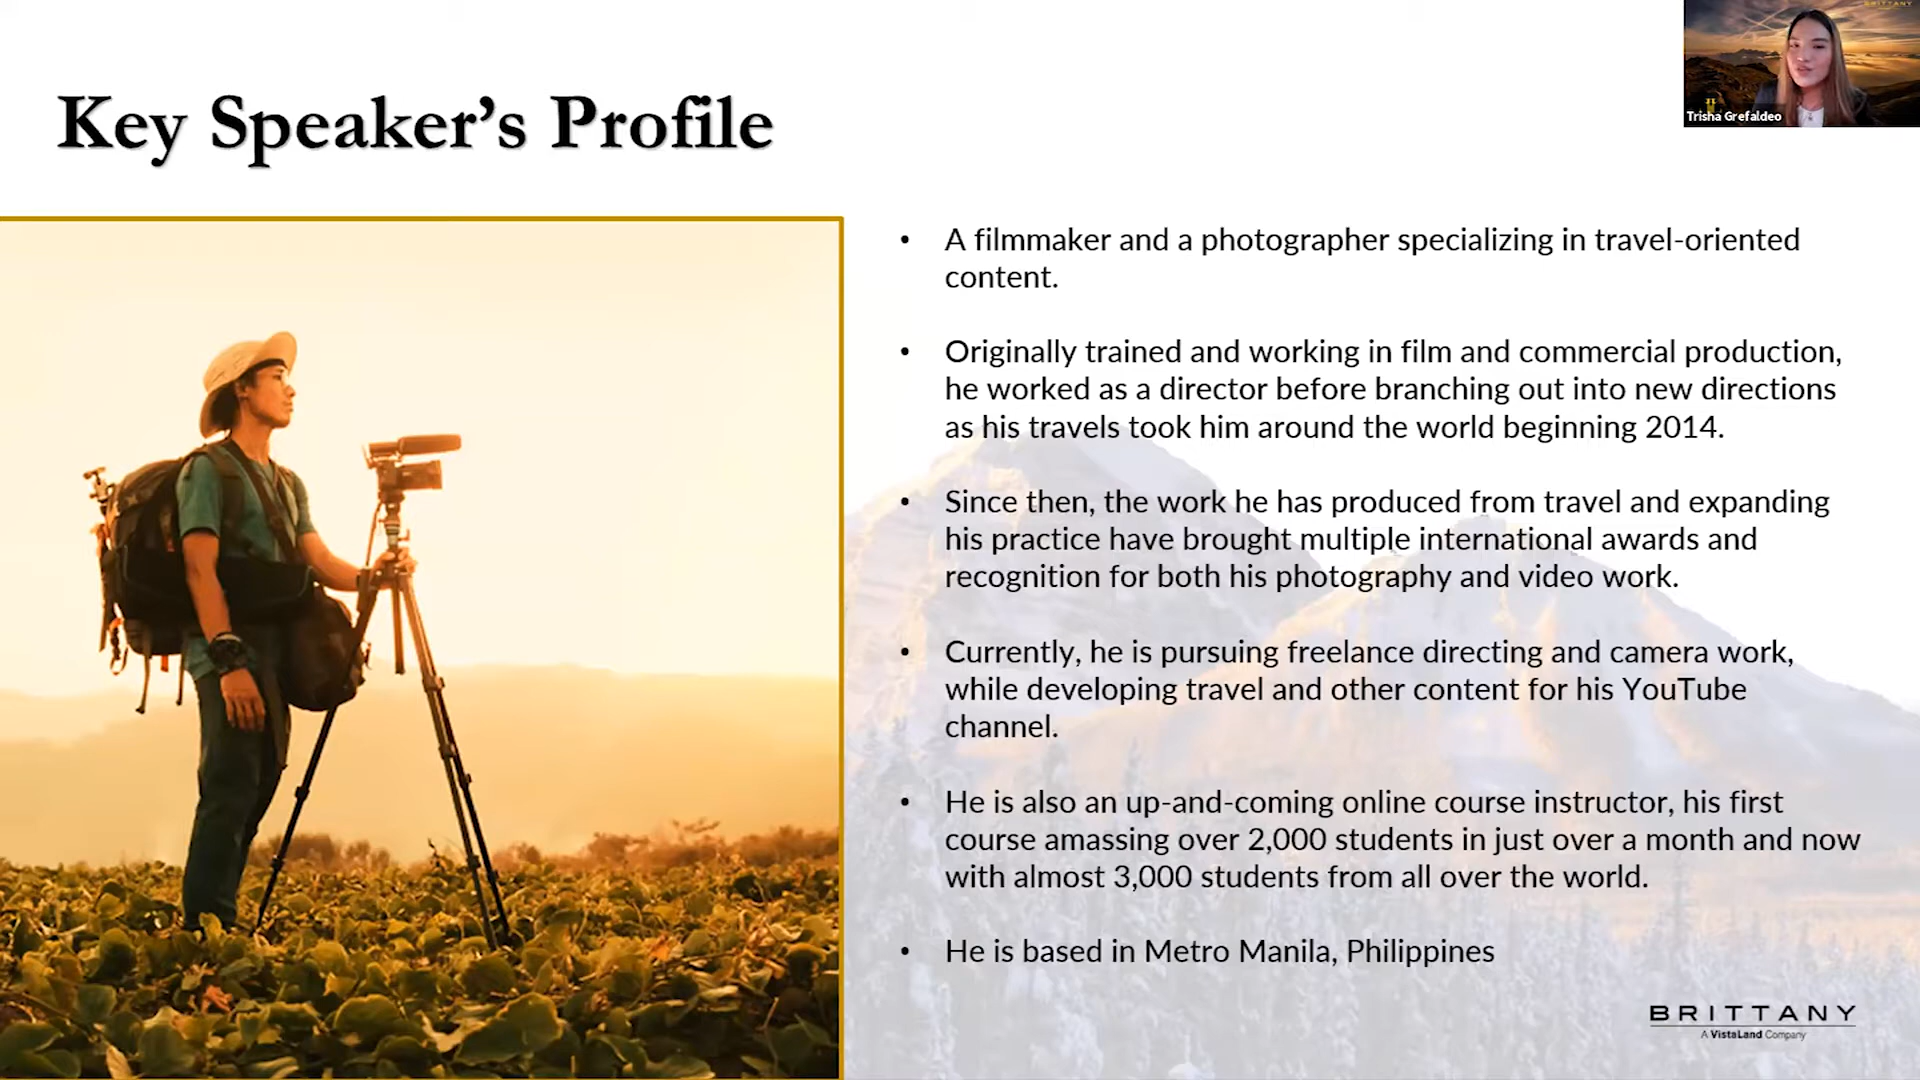 BRITTANY
Trisha Grefaldeo
Key Speaker's Profile
• A filmmaker and a photographer specializing in travel-oriented
content.
• Originally trained and working in film and commercial production,
he worked as a director before branching out into new directions
as his travels took him around the world beginning 2014.
• Since then, the work he has produced from travel and expanding
his practice have brought multiple international awards and
recognition for both his photography and video work.
• Currently, he is pursuing freelance directing and camera work,
while developing travel and other content for his YouTube
channel.
• He is also an up-and-coming online course instructor, his first
course amassing over 2,000 students in just over a month and now
with almost 3,000 students from all over the world.
• He is based in Metro Manila, Philippines
BRITTANY
A VistaLand Company